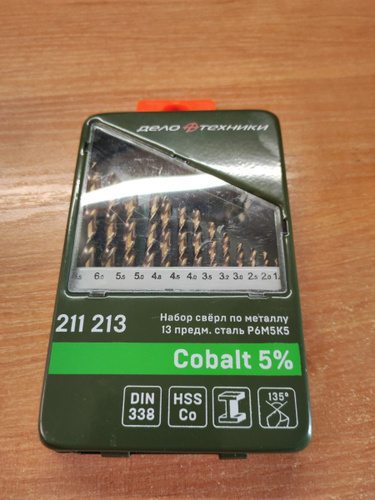 ДЕЛО ТЕХНИКИ
6.0 5.5 5.0 4.8 4.5 4.0 3.5 3.2 3.0 2.5 2.0
211 213
Набор свёрл по металлу
13 предм. сталь Р6М5К5
Cobalt 5%
DIN 338
HSS Co
135°